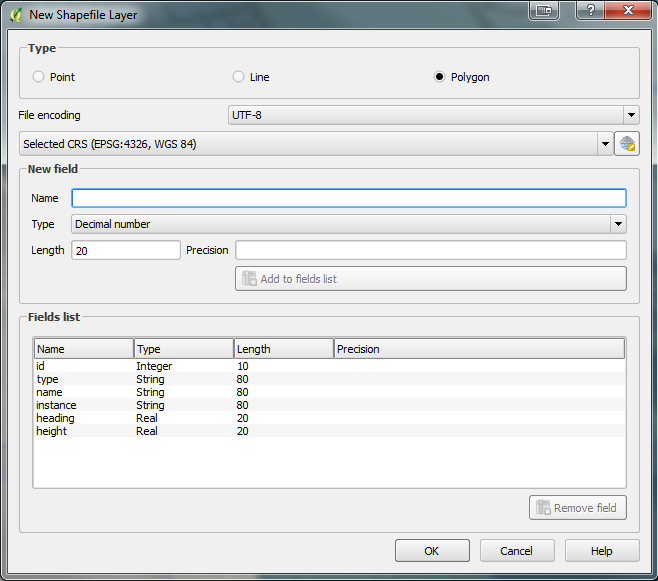 New Shapefile Layer
Type
Point Line Polygon
File encoding UTF-8
Selected CRS (EPSG:4326, WGS 84)
New field
Name
Type Decimal number
Length 20 Precision
Add to fields list
Fields list
Name Type Length Precision
id Integer 10
type String 80
name String 80
instance String 80
heading Real 20
height Real 20
Remove field
OK Cancel Help